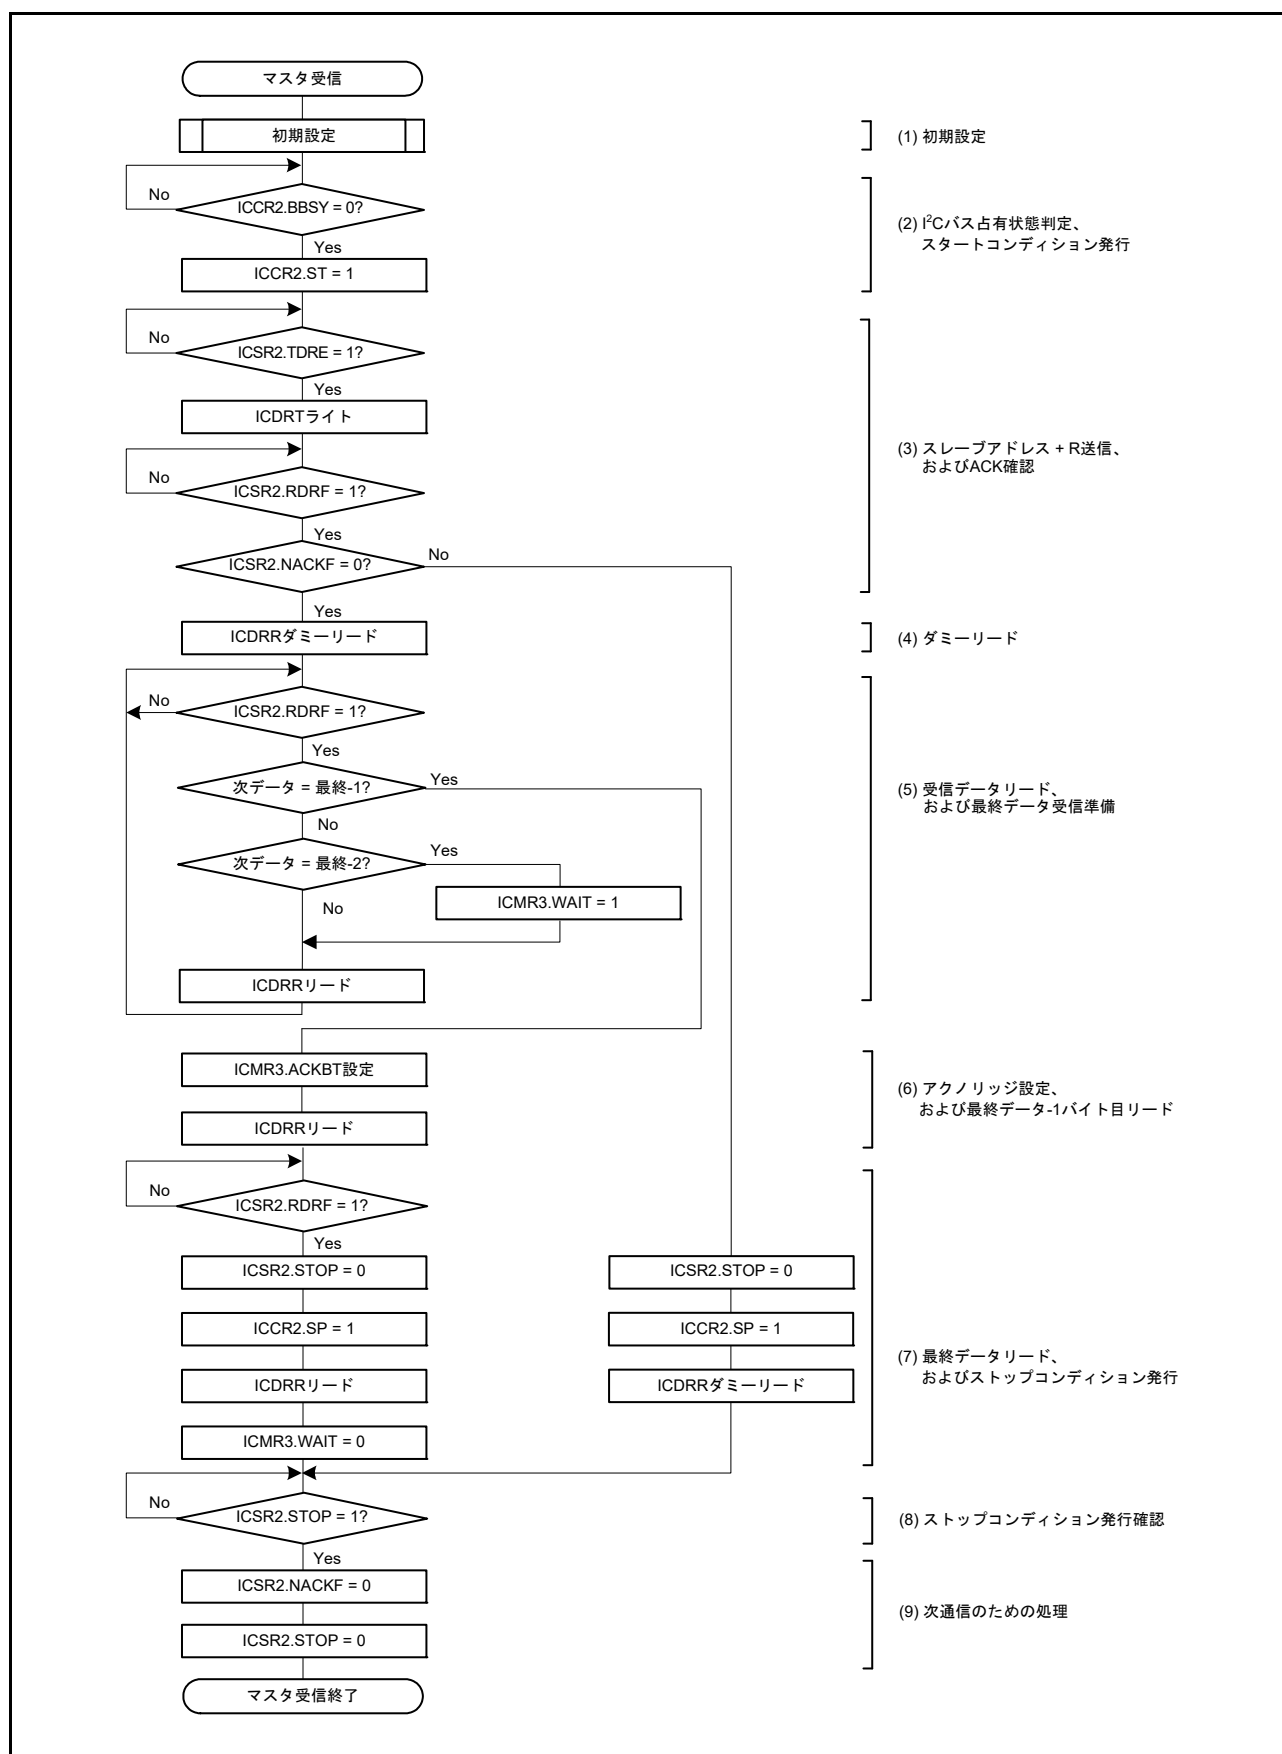 マスタ受信
初期設定
(1) 初期設定
No
ICCR2.BBSY = 0?
Yes
(2) I²Cバス占有状態判定、
スタートコンディション発行
ICCR2.ST = 1
No
ICSR2.TDRE = 1?
Yes
ICDRTライト
(3) スレーブアドレス + R送信、
およびACK確認
No
ICSR2.RDRF = 1?
Yes
ICSR2.NACKF = 0?
No
Yes
ICDRRダミーリード
(4) ダミーリード
No
ICSR2.RDRF = 1?
Yes
次データ = 最終-1?
Yes
(5) 受信データリード、
および最終データ受信準備
No
次データ = 最終-2?
Yes
ICMR3.WAIT = 1
No
ICDRRリード
ICMR3.ACKBT設定
(6) アクノリッジ設定、
および最終データ-1バイト目リード
ICDRRリード
No
ICSR2.RDRF = 1?
Yes
ICSR2.STOP = 0
ICSR2.STOP = 0
ICCR2.SP = 1
ICCR2.SP = 1
(7) 最終データリード、
およびストップコンディション発行
ICDRRリード
ICDRRダミーリード
ICMR3.WAIT = 0
No
ICSR2.STOP = 1?
(8) ストップコンディション発行確認
Yes
ICSR2.NACKF = 0
(9) 次通信のための処理
ICSR2.STOP = 0
マスタ受信終了